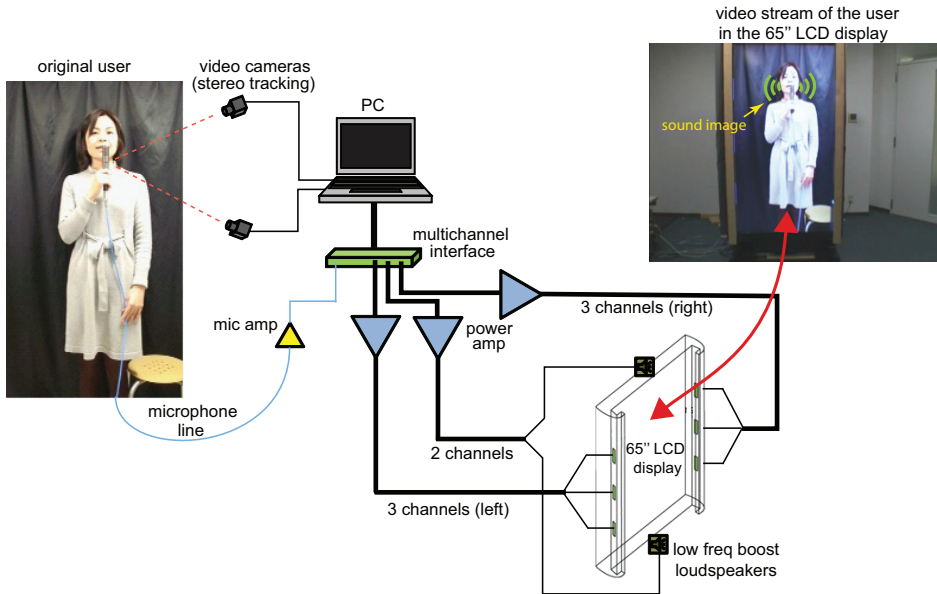 video stream of the user
in the 65’’ LCD display
original user
video cameras
(stereo tracking)
PC
sound image
multichannel
interface
mic amp
power
amp
3 channels (right)
microphone
line
2 channels
65’’ LCD
display
3 channels (left)
low freq boost
loudspeakers